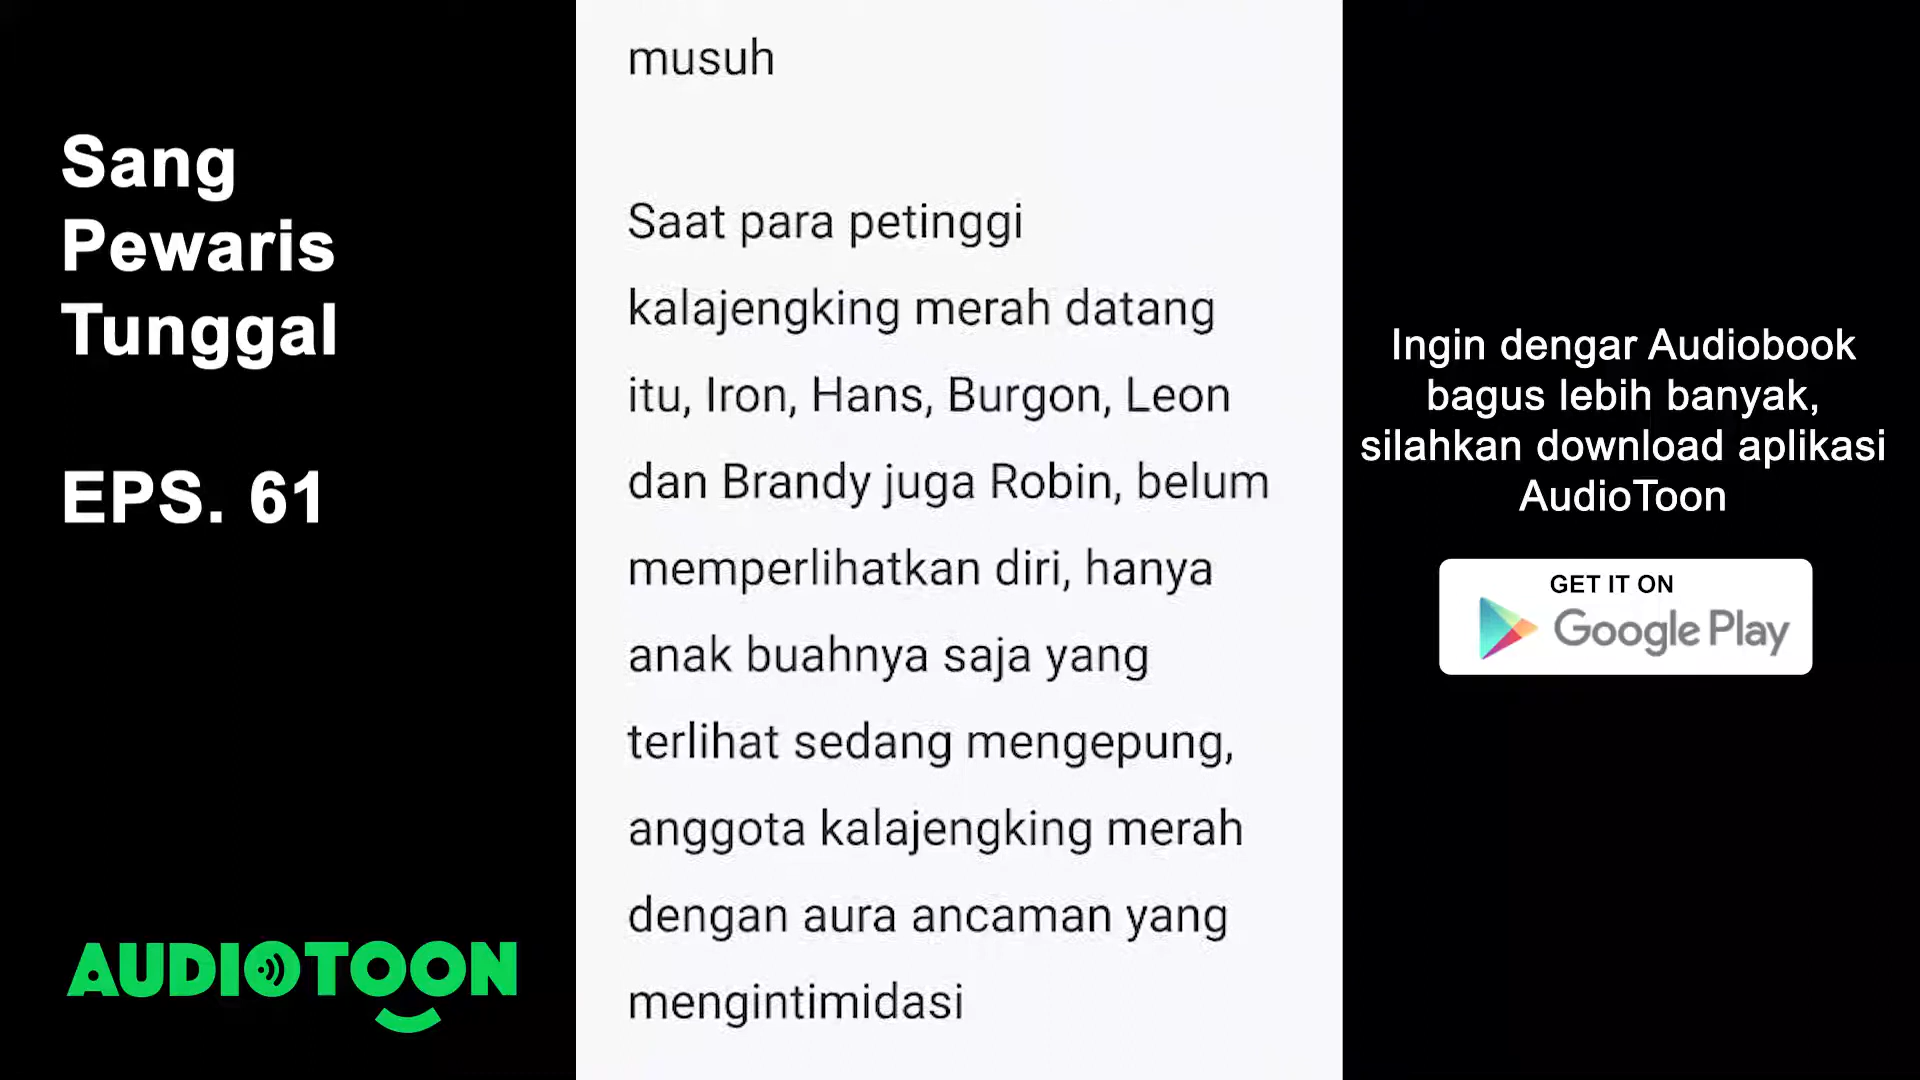 Sang
Pewaris
Tunggal
EPS. 61
AUDIOTOON
musuh
Saat para petinggi
kalajengking merah datang
itu, Iron, Hans, Burgon, Leon
dan Brandy juga Robin, belum
memperlihatkan diri, hanya
anak buahnya saja yang
terlihat sedang mengepung,
anggota kalajengking merah
dengan aura ancaman yang
mengintimidasi
Ingin dengar Audiobook
bagus lebih banyak,
silahkan download aplikasi
AudioToon
GET IT ON
Google Play